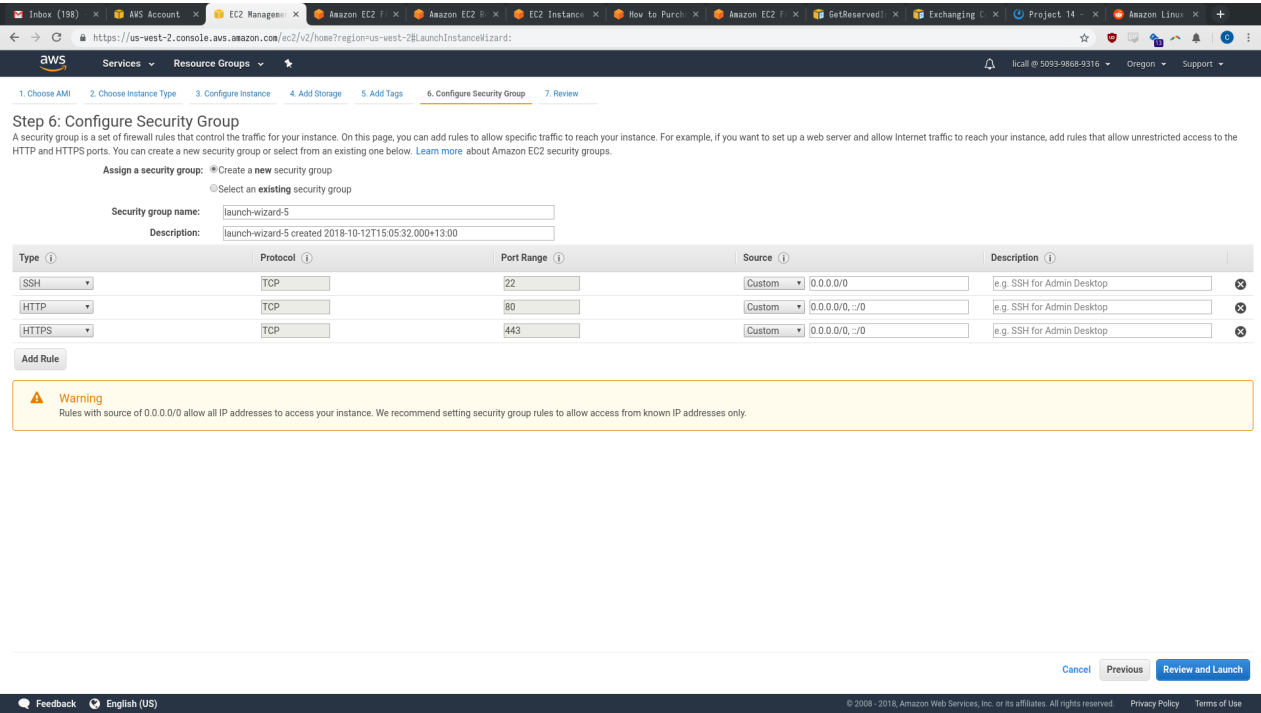 Inbox (198)
AWS Account
EC2 Managemen
Amazon EC2
Amazon EC2
EC2 Instance
How to Purch
Amazon EC2
GetReservedI
Exchanging
Project 14 -
Amazon Linux
https://us-west-2.console.aws.amazon.com/ec2/v2/home?region=us-west-2#LaunchInstanceWizard:
13
C
aws
Services
Resource Groups
licall @ 5093-9868-9316
Oregon
Support
1. Choose AMI
2. Choose Instance Type
3. Configure Instance
4. Add Storage
5. Add Tags
6. Configure Security Group
7. Review
Step 6: Configure Security Group
A security group is a set of firewall rules that control the traffic for your instance. On this page, you can add rules to allow specific traffic to reach your instance. For example, if you want to set up a web server and allow Internet traffic to reach your instance, add rules that allow unrestricted access to the
HTTP and HTTPS ports. You can create a new security group or select from an existing one below. Learn more about Amazon EC2 security groups.
Assign a security group: Create a new security group
Select an existing security group
Security group name: launch-wizard-5
Description: launch-wizard-5 created 2018-10-12T15:05:32.000+13:00
Type Protocol Port Range Source Description
SSH TCP 22 Custom 0.0.0.0/0 e.g. SSH for Admin Desktop
HTTP TCP 80 Custom 0.0.0.0/0, ::/0 e.g. SSH for Admin Desktop
HTTPS TCP 443 Custom 0.0.0.0/0, ::/0 e.g. SSH for Admin Desktop
Add Rule
Warning
Rules with source of 0.0.0.0/0 allow all IP addresses to access your instance. We recommend setting security group rules to allow access from known IP addresses only.
Cancel Previous Review and Launch
Feedback English (US) © 2008 - 2018, Amazon Web Services, Inc. or its affiliates. All rights reserved. Privacy Policy Terms of Use